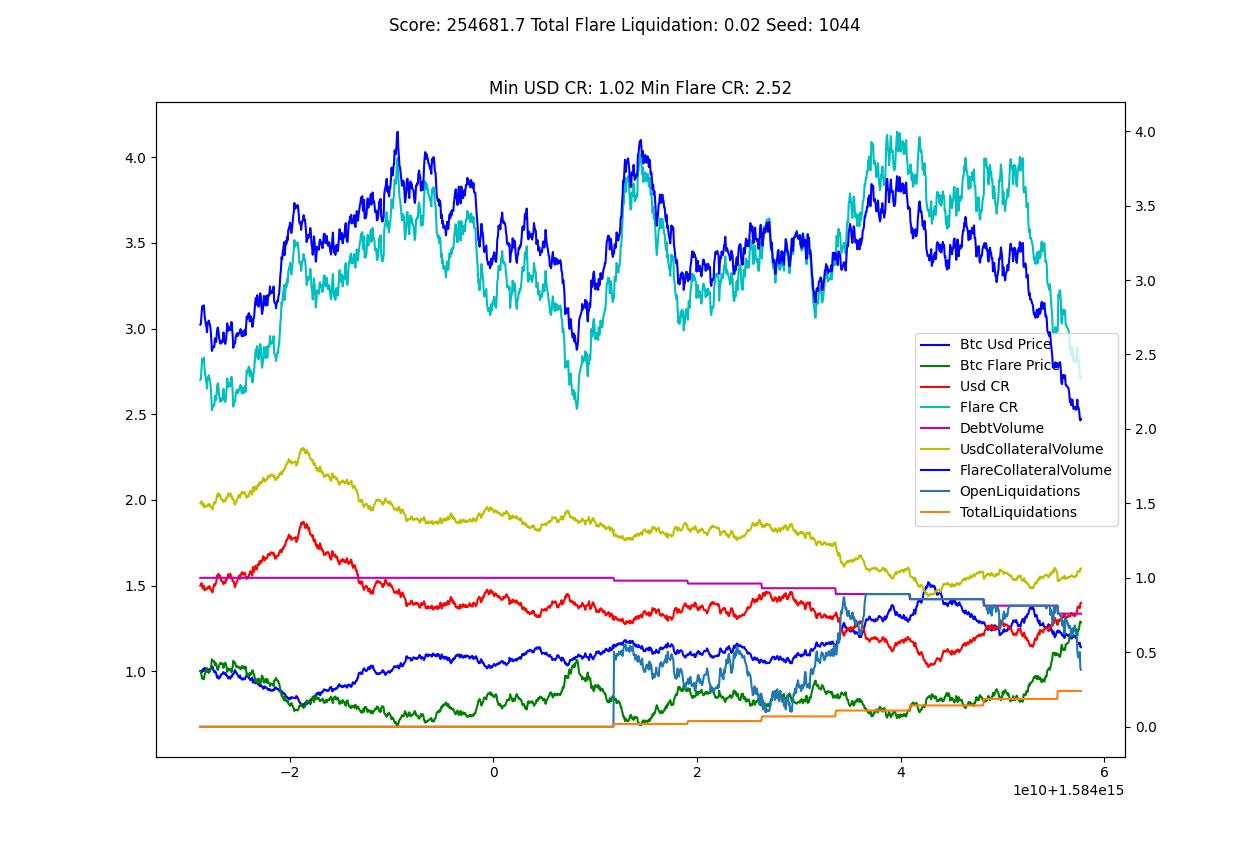 Score: 254681.7 Total Flare Liquidation: 0.02 Seed: 1044
Min USD CR: 1.02 Min Flare CR: 2.52
4.0
3.5
3.0
2.5
2.0
1.5
1.0
4.0
3.5
3.0
2.5
2.0
1.5
1.0
0.5
0.0
Btc Usd Price
Btc Flare Price
Usd CR
Flare CR
DebtVolume
UsdCollateralVolume
FlareCollateralVolume
OpenLiquidations
TotalLiquidations
−2 0 2 4 6
1e10+1.584e15